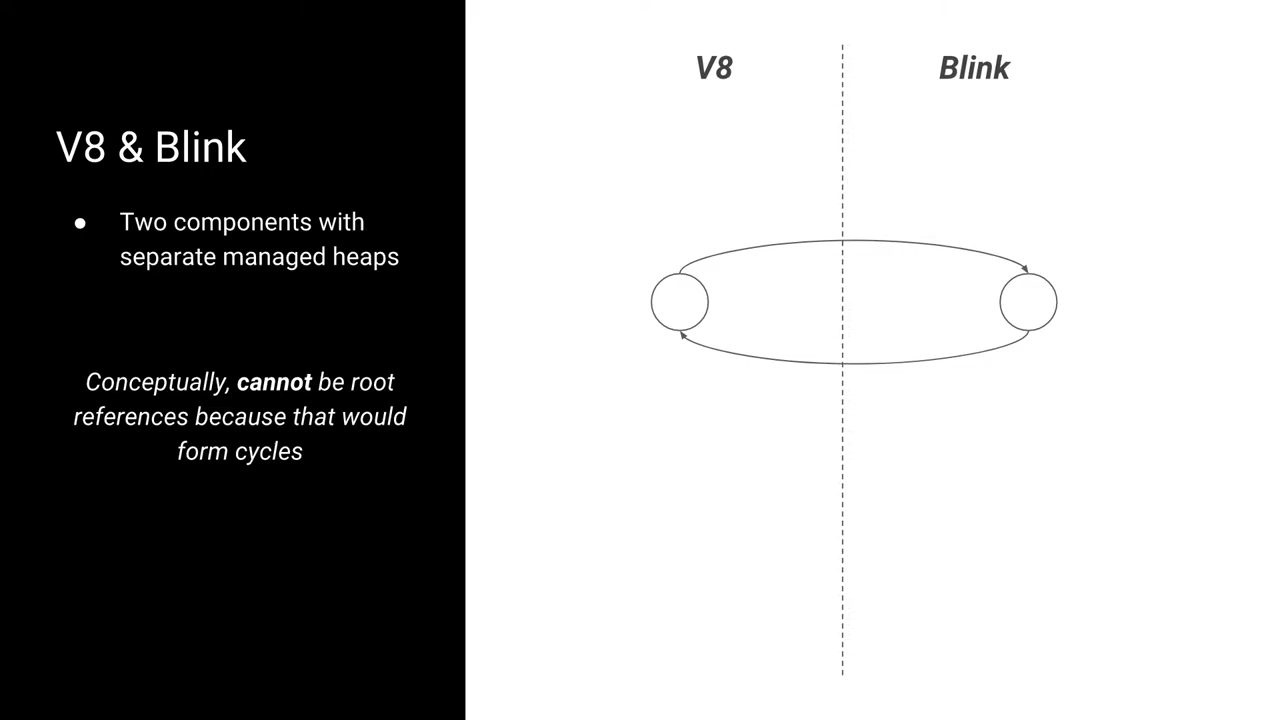 V8 & Blink
● Two components with
separate managed heaps
Conceptually, cannot be root
references because that would
form cycles
V8
Blink